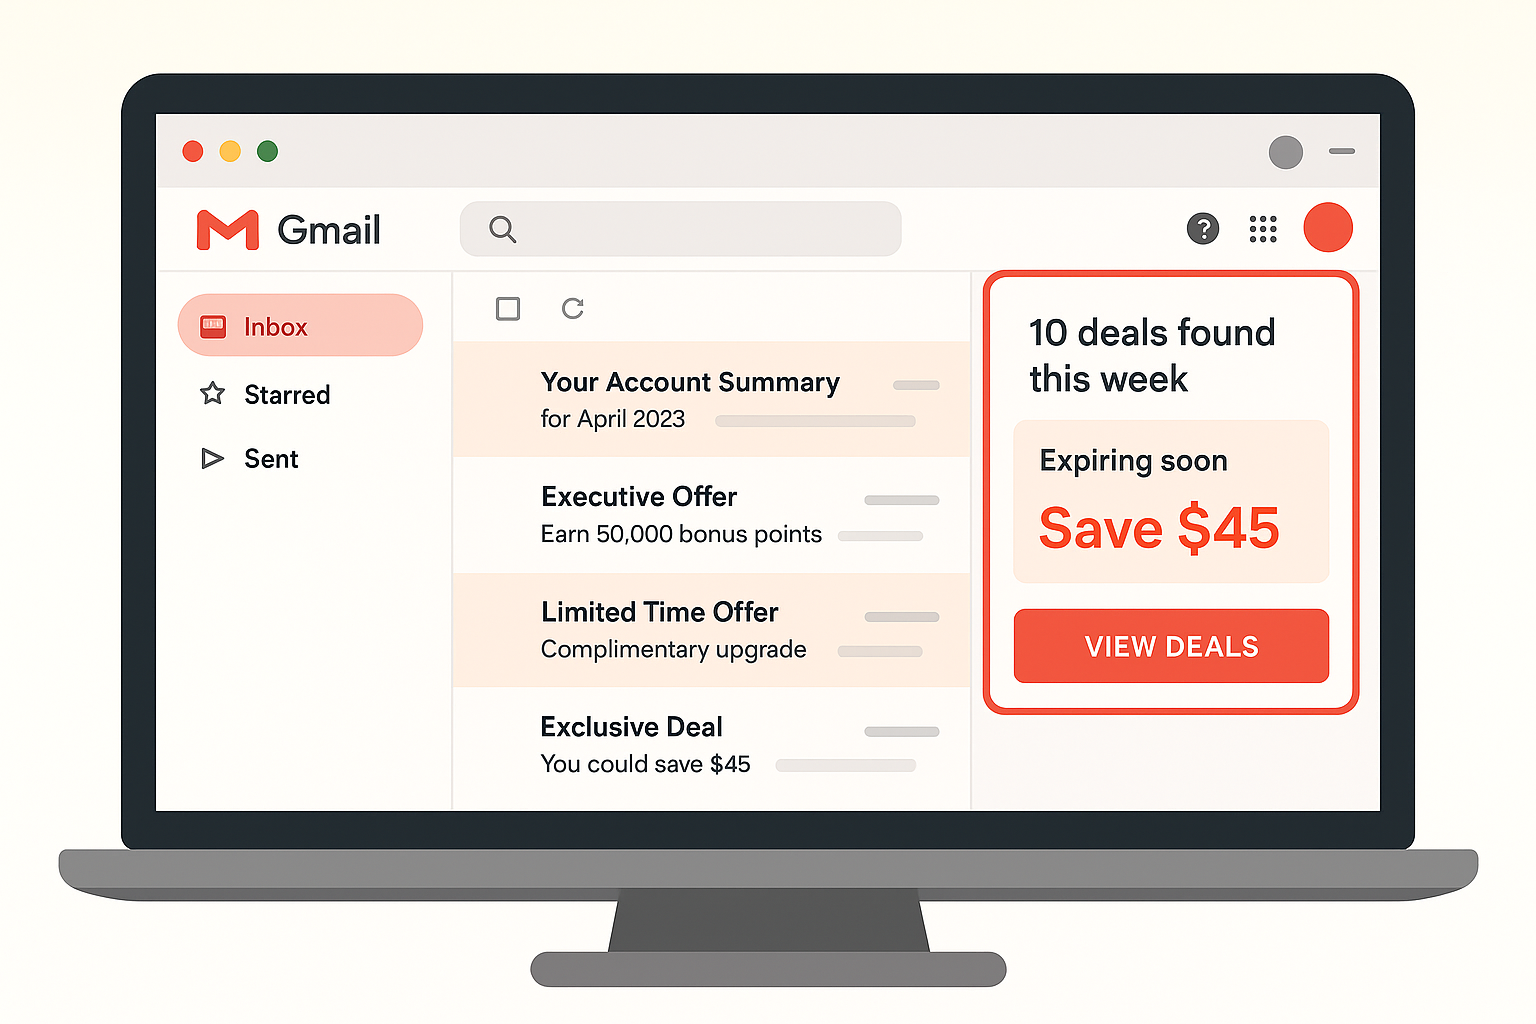 Gmail
?
Inbox
Starred
Sent
Your Account Summary
for April 2023
Executive Offer
Earn 50,000 bonus points
Limited Time Offer
Complimentary upgrade
Exclusive Deal
You could save $45
10 deals found
this week
Expiring soon
Save $45
VIEW DEALS